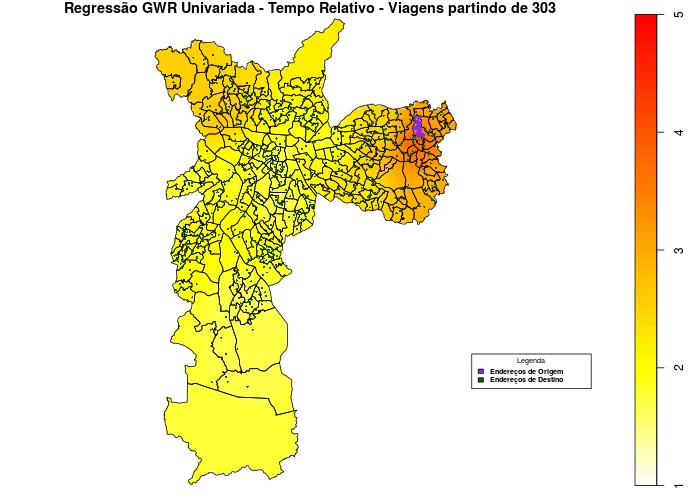 Regressão GWR Univariada - Tempo Relativo - Viagens partindo de 303
5
4
3
2
1
Legenda
Endereços de Origem
Endereços de Destino